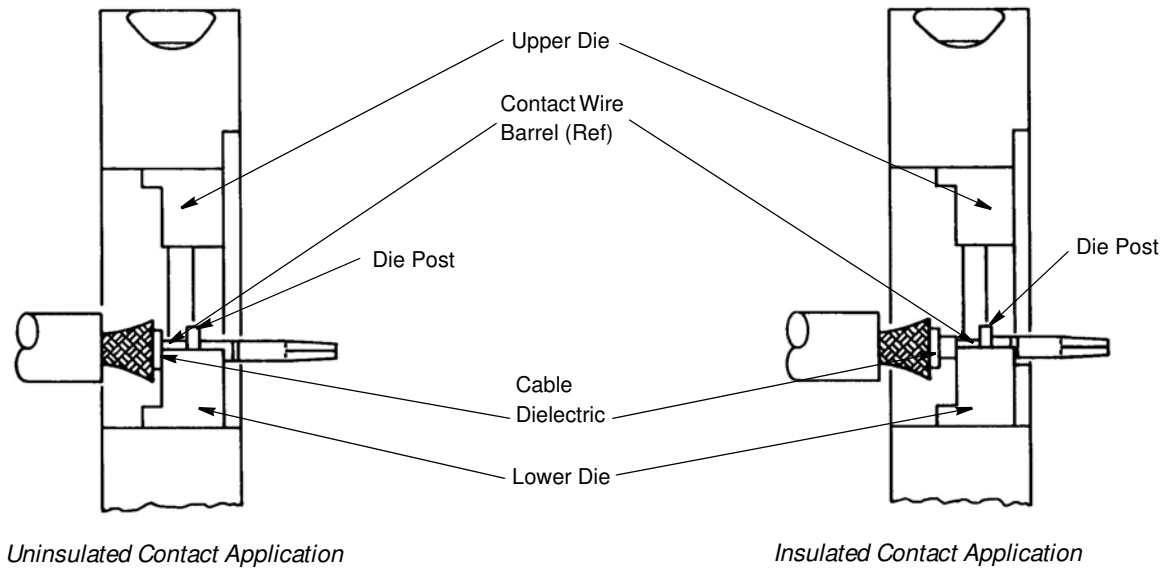 Upper Die
Contact Wire
Barrel (Ref)
Die Post
Die Post
Cable
Dielectric
Lower Die
Uninsulated Contact Application
Insulated Contact Application